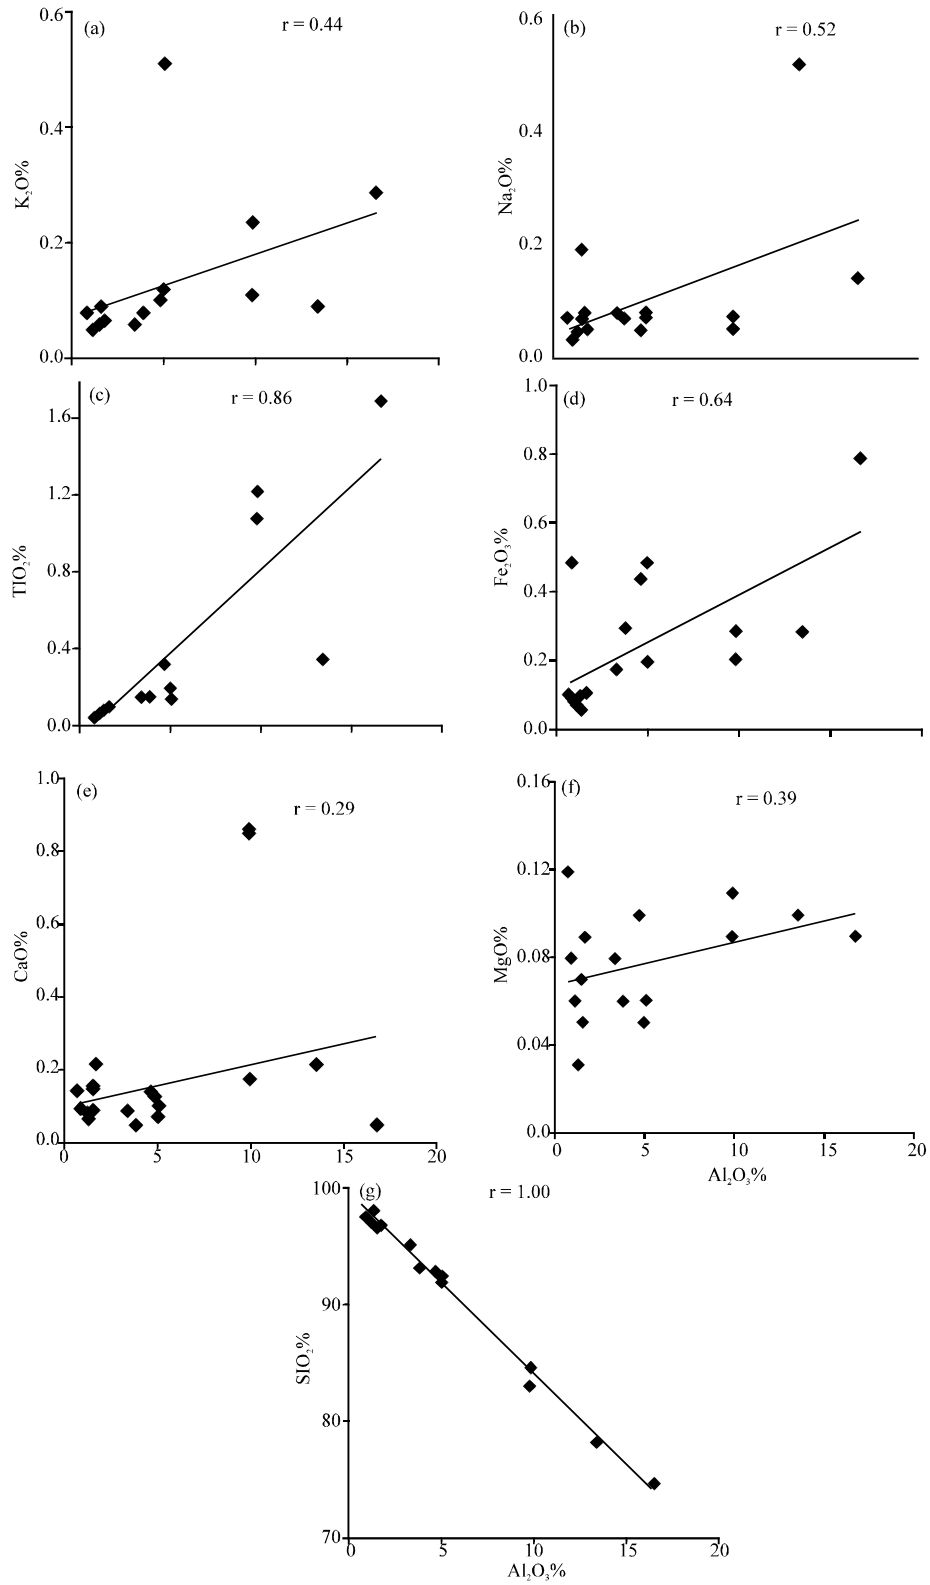 (a)
r = 0.44
0.6
0.4
0.2
0.0
K₂O%
(b)
r = 0.52
0.6
0.4
0.2
0.0
Na₂O%
(c)
r = 0.86
1.6
1.2
0.8
0.4
0.0
TIO₂%
(d)
r = 0.64
1.0
0.8
0.6
0.4
0.2
0.0
Fe₂O₃%
(e)
r = 0.29
1.0
0.8
0.6
0.4
0.2
0.0
CaO%
0 5 10 15 20
(f)
r = 0.39
0.16
0.12
0.08
0.04
0.0
MgO%
0 5 10 15 20
Al₂O₃%
(g)
r = 1.00
100
90
80
70
SIO₂%
0 5 10 15 20
Al₂O₃%